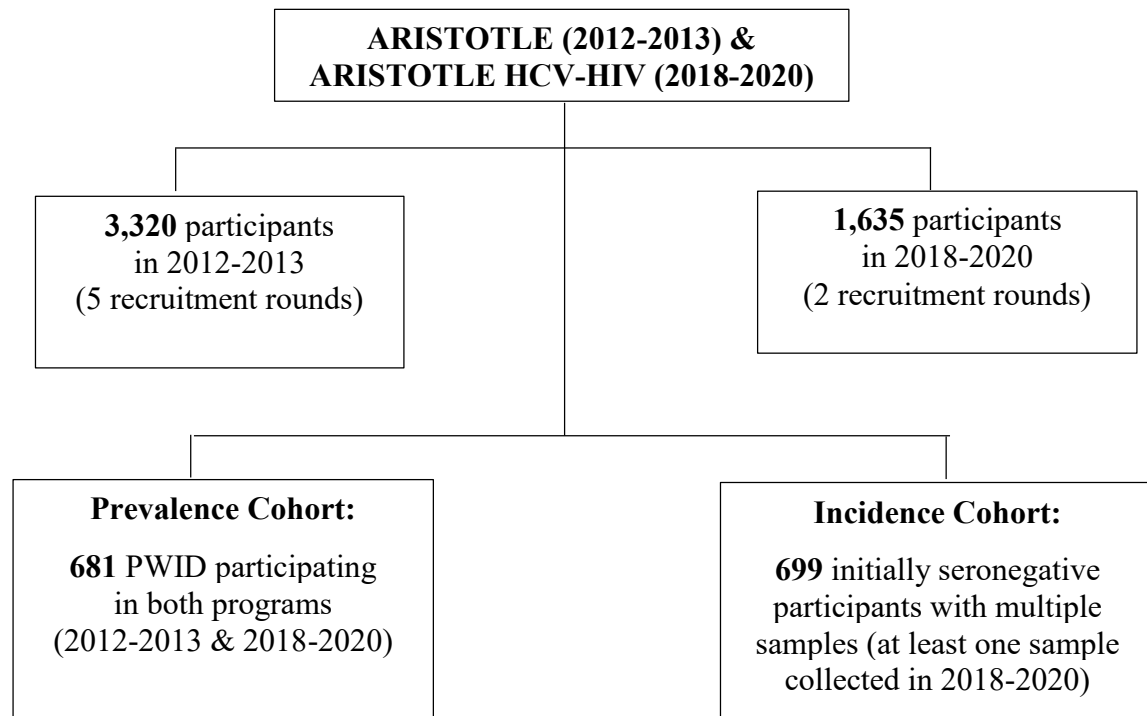 ARISTOTLE (2012-2013) &
ARISTOTLE HCV-HIV (2018-2020)
3,320 participants
in 2012-2013
(5 recruitment rounds)
1,635 participants
in 2018-2020
(2 recruitment rounds)
Prevalence Cohort:
681 PWID participating
in both programs
(2012-2013 & 2018-2020)
Incidence Cohort:
699 initially seronegative
participants with multiple
samples (at least one sample
collected in 2018-2020)